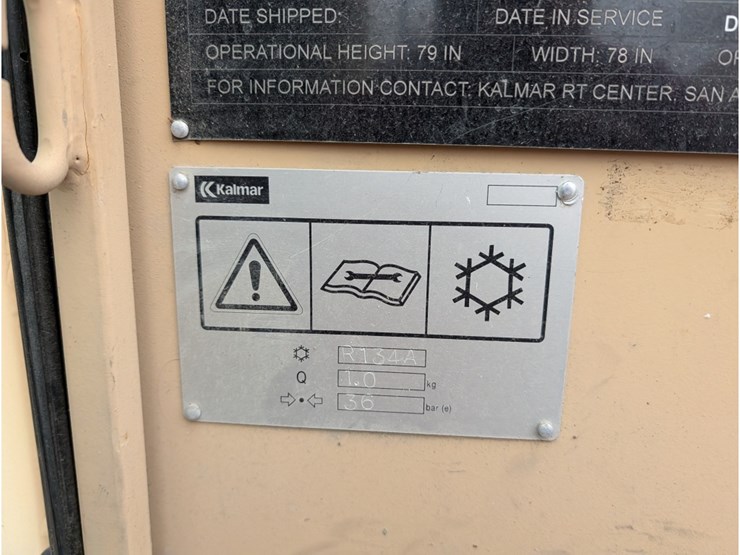 DATE SHIPPED: DATE IN SERVICE D
OPERATIONAL HEIGHT: 79 IN WIDTH: 78 IN OP
FOR INFORMATION CONTACT: KALMAR RT CENTER, SAN A
Kalmar
R134A
Q 1.0 kg
36 bar (e)